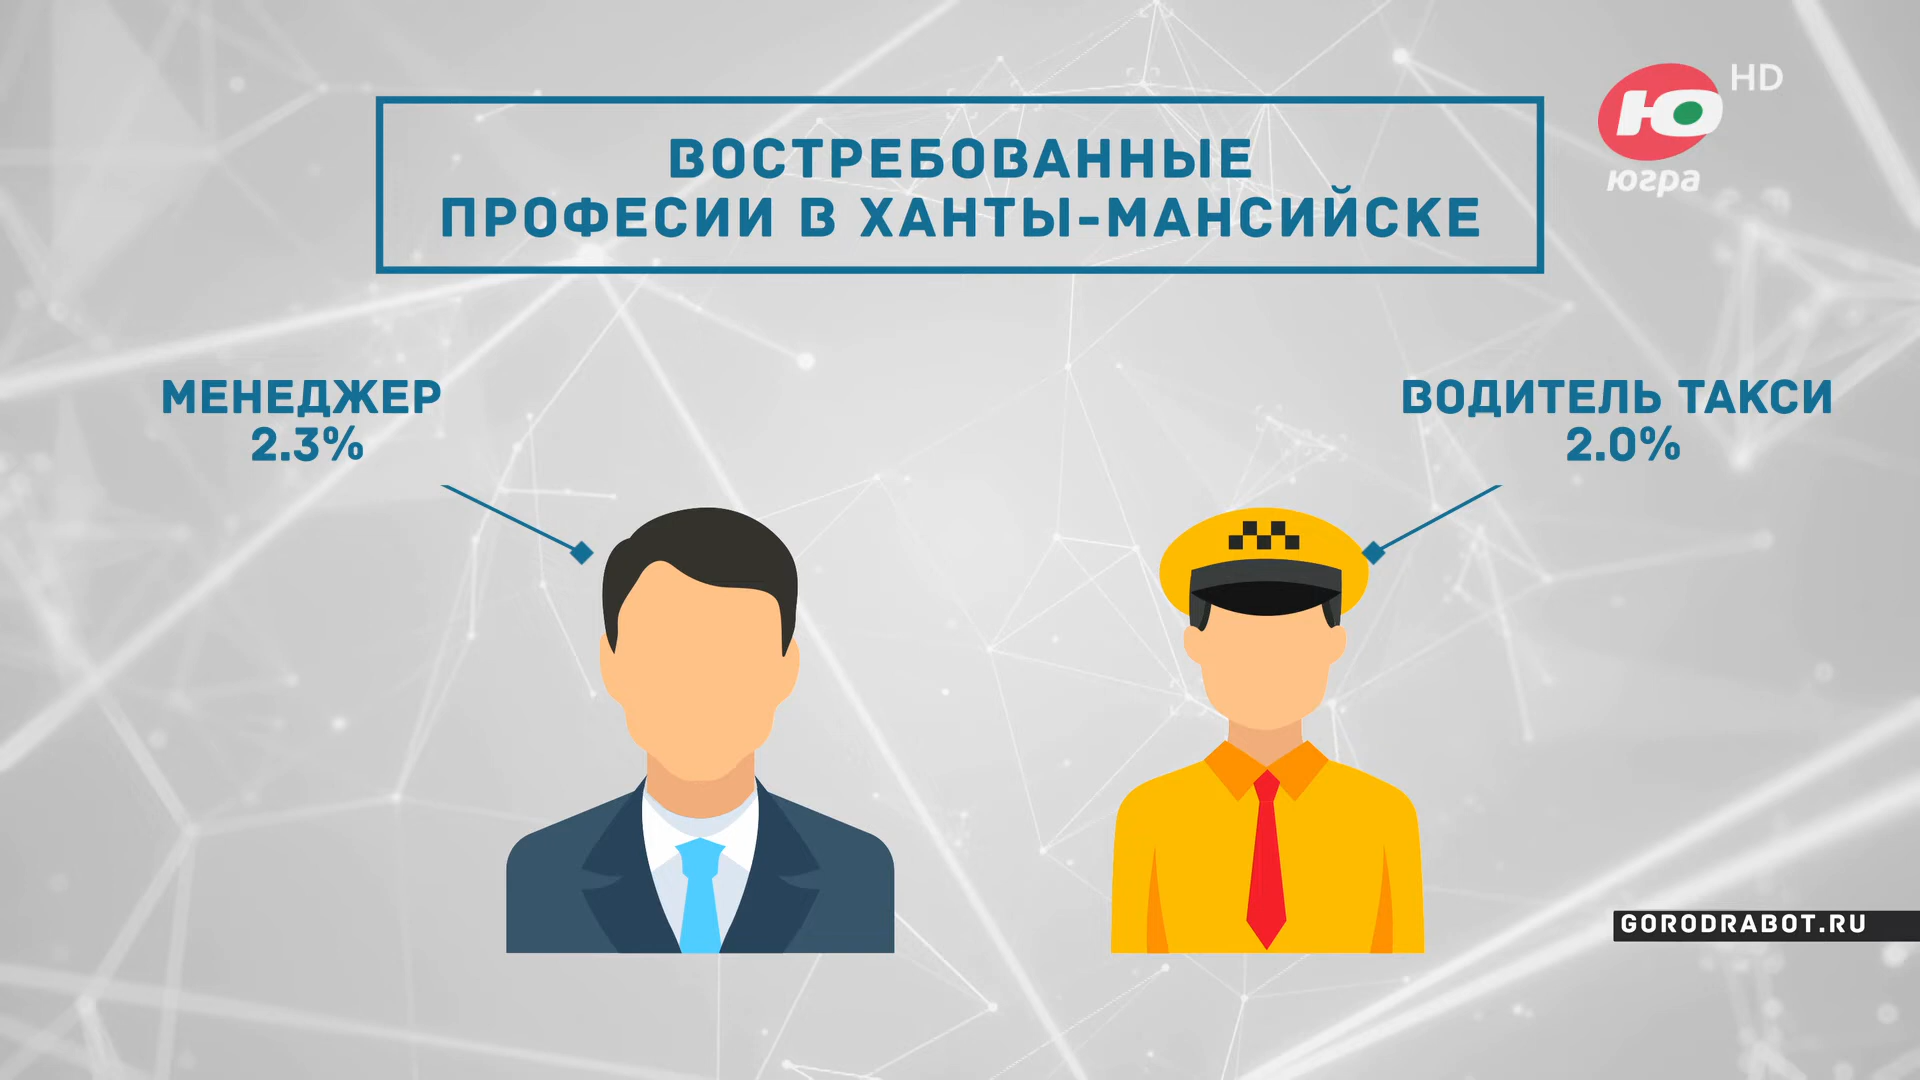 HD
югра
ВОСТРЕБОВАННЫЕ
ПРОФЕСИИ В ХАНТЫ-МАНСИЙСКЕ
МЕНЕДЖЕР
2.3%
ВОДИТЕЛЬ ТАКСИ
2.0%
GORODRABOT.RU